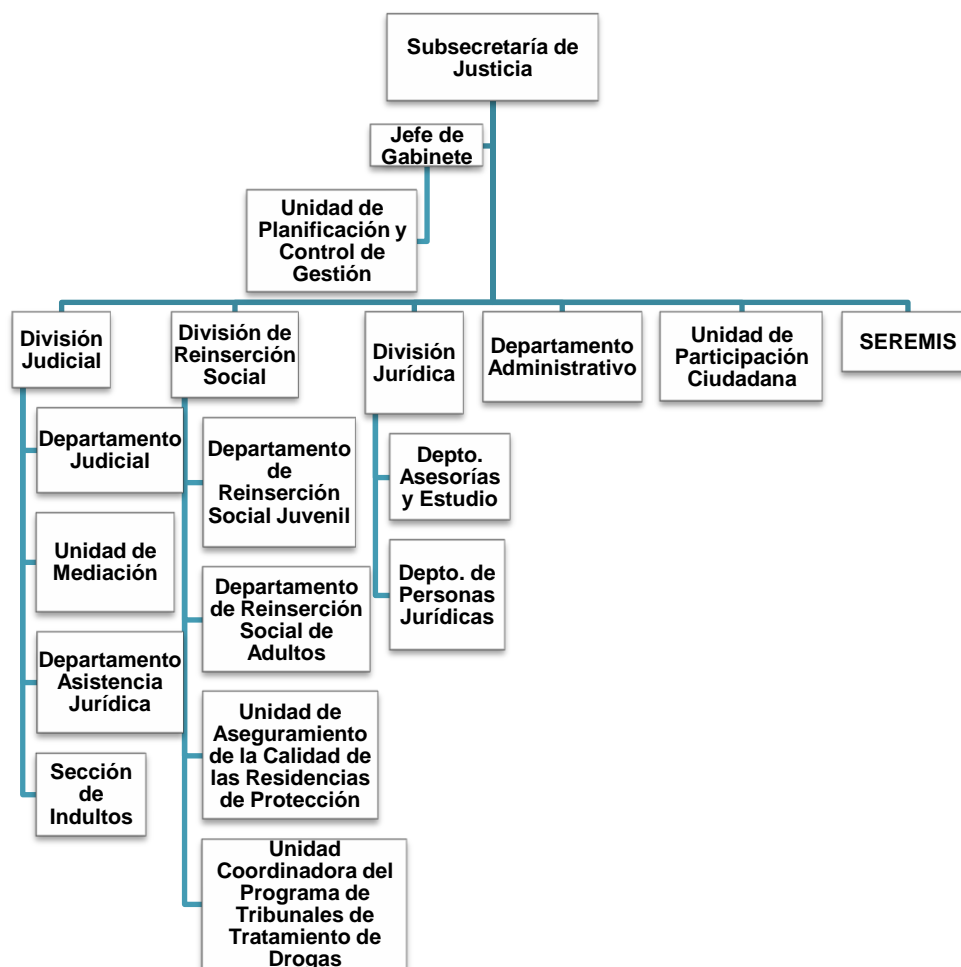 Subsecretaría de
Justicia
Jefe de
Gabinete
Unidad de
Planificación y
Control de
Gestión
División
Judicial
Departamento
Judicial
Unidad de
Mediación
Departamento
Asistencia
Jurídica
Sección
de
Indultos
División de
Reinserción
Social
Departamento
de
Reinserción
Social Juvenil
Departamento
de Reinserción
Social de
Adultos
Unidad de
Aseguramiento
de la Calidad de
las Residencias
de Protección
Unidad
Coordinadora del
Programa de
Tribunales de
Tratamiento de
Drogas
División
Jurídica
Depto.
Asesorías
y Estudio
Depto. de
Personas
Jurídicas
Departamento
Administrativo
Unidad de
Participación
Ciudadana
SEREMIS